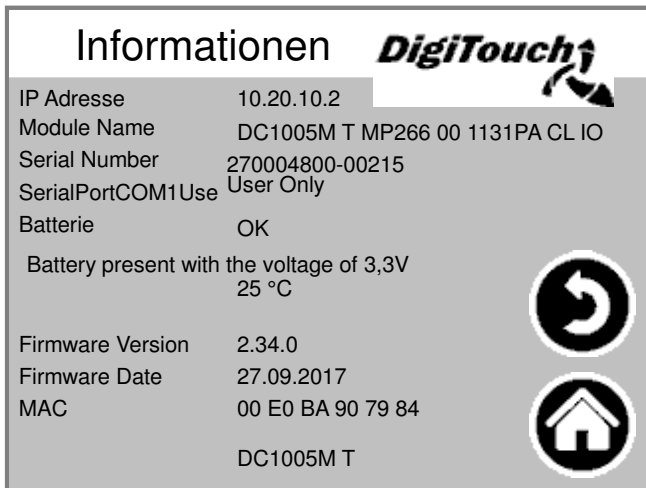 Informationen DigiTouch
IP Adresse 10.20.10.2
Module Name DC1005M T MP266 00 1131PA CL IO
Serial Number 270004800-00215
SerialPortCOM1Use User Only
Batterie OK
Battery present with the voltage of 3,3V
25 °C
Firmware Version 2.34.0
Firmware Date 27.09.2017
MAC 00 E0 BA 90 79 84
DC1005M T